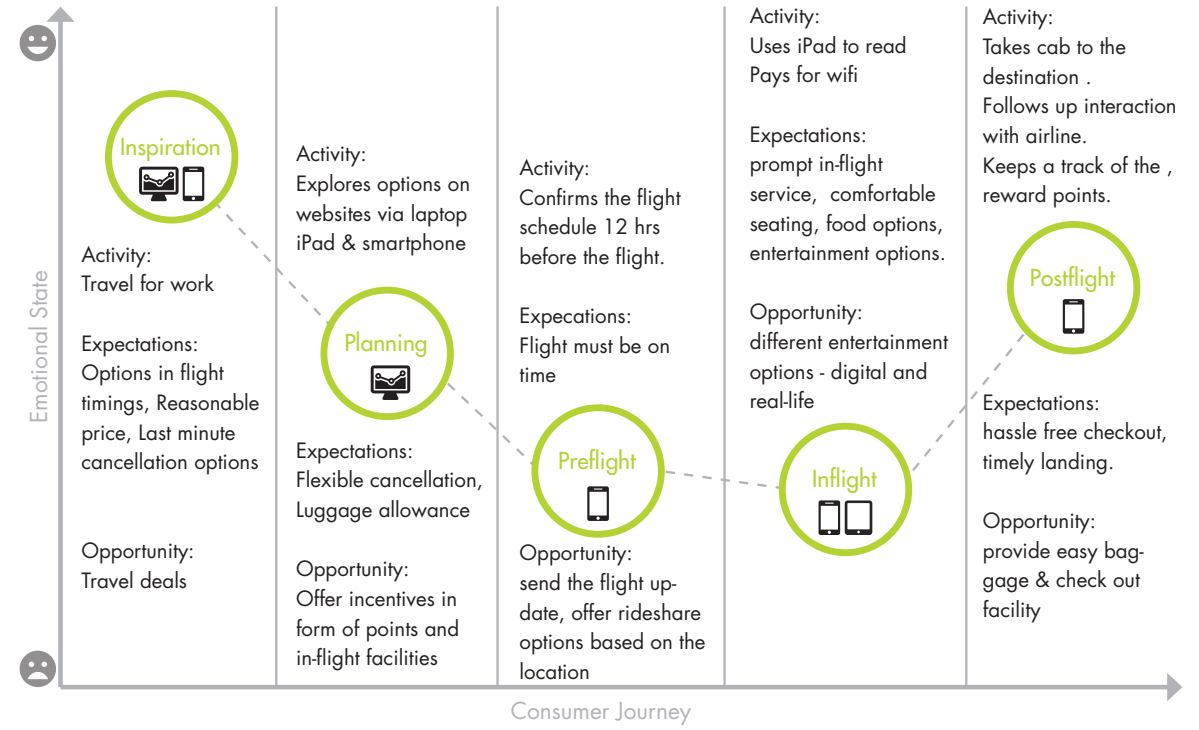 Emotional State
Inspiration
Activity:
Travel for work
Expectations:
Options in flight
timings, Reasonable
price, Last minute
cancellation options
Opportunity:
Travel deals
Activity:
Explores options on
websites via laptop
iPad & smartphone
Planning
Expectations:
Flexible cancellation,
Luggage allowance
Opportunity:
Offer incentives in
form of points and
in-flight facilities
Activity:
Confirms the flight
schedule 12 hrs
before the flight.
Expecations:
Flight must be on
time
Preflight
Opportunity:
send the flight up-
date, offer rideshare
options based on the
location
Activity:
Uses iPad to read
Pays for wifi
Expectations:
prompt in-flight
service,  comfortable
seating, food options,
entertainment options.
Opportunity:
different entertainment
options - digital and
real-life
Inflight
Activity:
Takes cab to the
destination .
Follows up interaction
with airline.
Keeps a track of the ,
reward points.
Postflight
Expectations:
hassle free checkout,
timely landing.
Opportunity:
provide easy bag-
gage & check out
facility
Consumer Journey